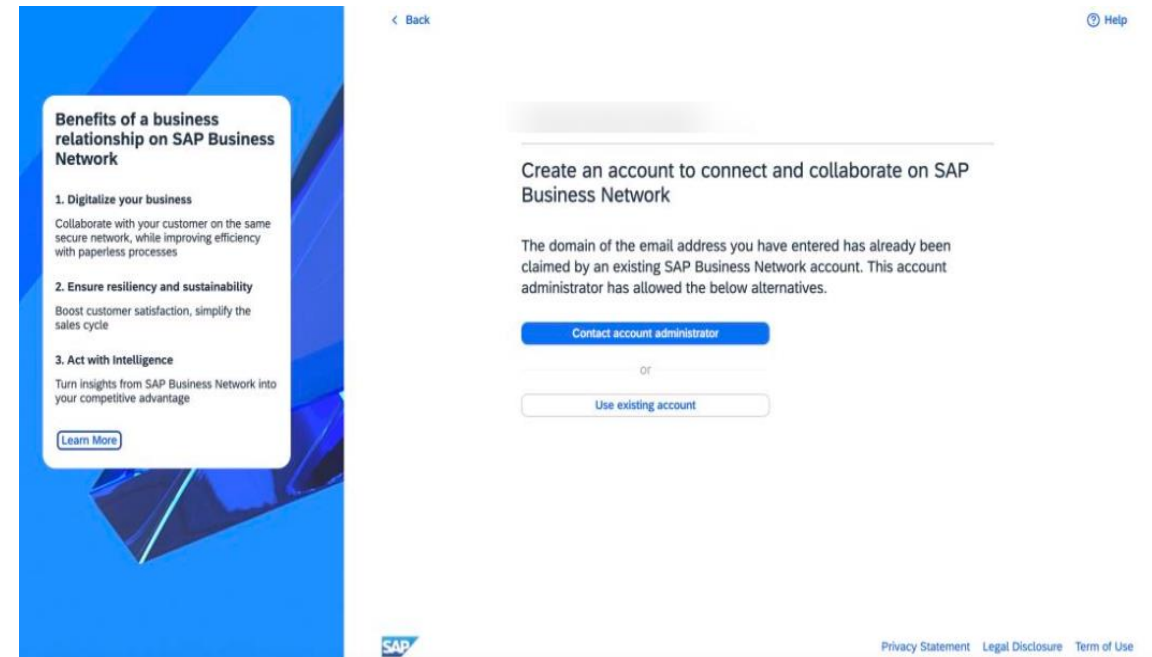 < Back
Help
Benefits of a business
relationship on SAP Business
Network
1. Digitalize your business
Collaborate with your customer on the same
secure network, while improving efficiency
with paperless processes
2. Ensure resiliency and sustainability
Boost customer satisfaction, simplify the
sales cycle
3. Act with Intelligence
Turn insights from SAP Business Network into
your competitive advantage
Learn More
Create an account to connect and collaborate on SAP
Business Network
The domain of the email address you have entered has already been
claimed by an existing SAP Business Network account. This account
administrator has allowed the below alternatives.
Contact account administrator
or
Use existing account
SAP
Privacy Statement Legal Disclosure Term of Use